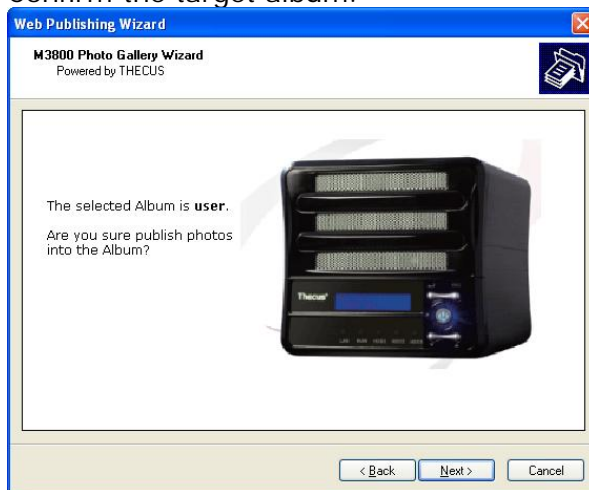 Web Publishing Wizard
M3800 Photo Gallery Wizard
Powered by THECUS
The selected Album is user.
Are you sure publish photos
into the Album?
Thecus
< Back
Next >
Cancel